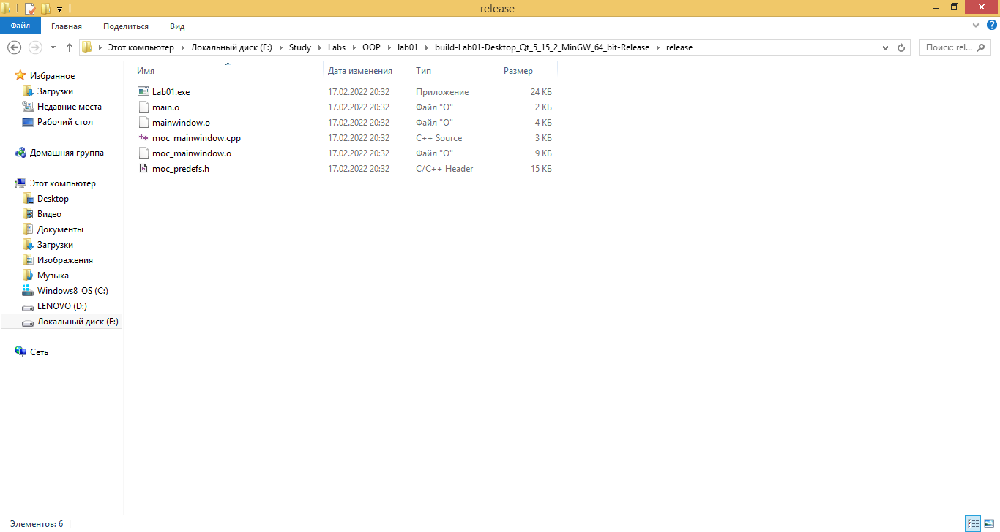 release
Файл Главная Поделиться Вид
Этот компьютер Локальный диск (F:) Study Labs OOP lab01 build-Lab01-Desktop_Qt_5_15_2_MinGW_64_bit-Release release Поиск: rel...
Избранное
Загрузки
Недавние места
Рабочий стол
Домашняя группа
Этот компьютер
Desktop
Видео
Документы
Загрузки
Изображения
Музыка
Windows8_OS (C:)
LENOVO (D:)
Локальный диск (F:)
Сеть
Имя Дата изменения Тип Размер
Lab01.exe 17.02.2022 20:32 Приложение 24 КБ
main.o 17.02.2022 20:32 Файл "O" 2 КБ
mainwindow.o 17.02.2022 20:32 Файл "O" 4 КБ
moc_mainwindow.cpp 17.02.2022 20:32 C++ Source 3 КБ
moc_mainwindow.o 17.02.2022 20:32 Файл "O" 9 КБ
moc_predefs.h 17.02.2022 20:32 C/C++ Header 15 КБ
Элементов: 6